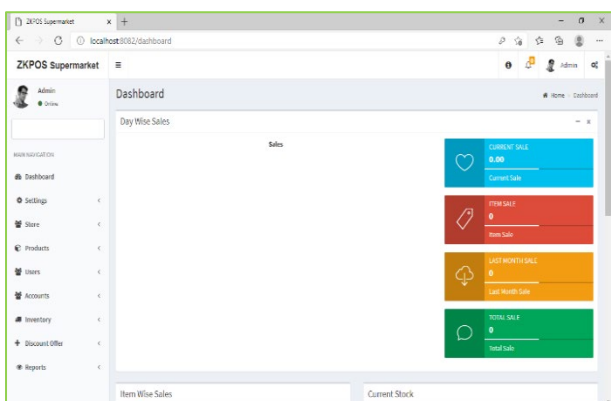 ZKPOS Supermarket
localhost:8082/dashboard
ZKPOS Supermarket
Admin
Admin
Online
Dashboard
Home > Dashboard
Day Wise Sales
Sales
MAIN NAVIGATION
Dashboard
Settings
Store
Products
Users
Accounts
Inventory
Discount Offer
Reports
CURRENT SALE
0.00
Current Sale
ITEM SALE
0
Item Sale
LAST MONTH SALE
0
Last Month Sale
TOTAL SALE
0
Total Sale
Item Wise Sales
Current Stock